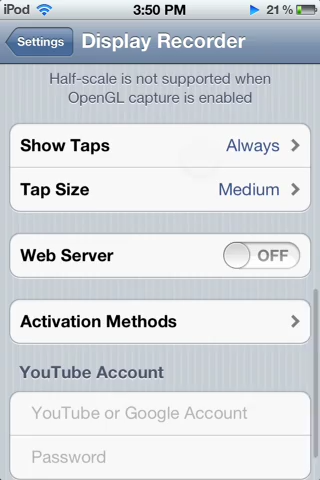 iPod 3:50 PM 21 %
Settings Display Recorder
Half-scale is not supported when
OpenGL capture is enabled
Show Taps Always
Tap Size Medium
Web Server OFF
Activation Methods
YouTube Account
YouTube or Google Account
Password